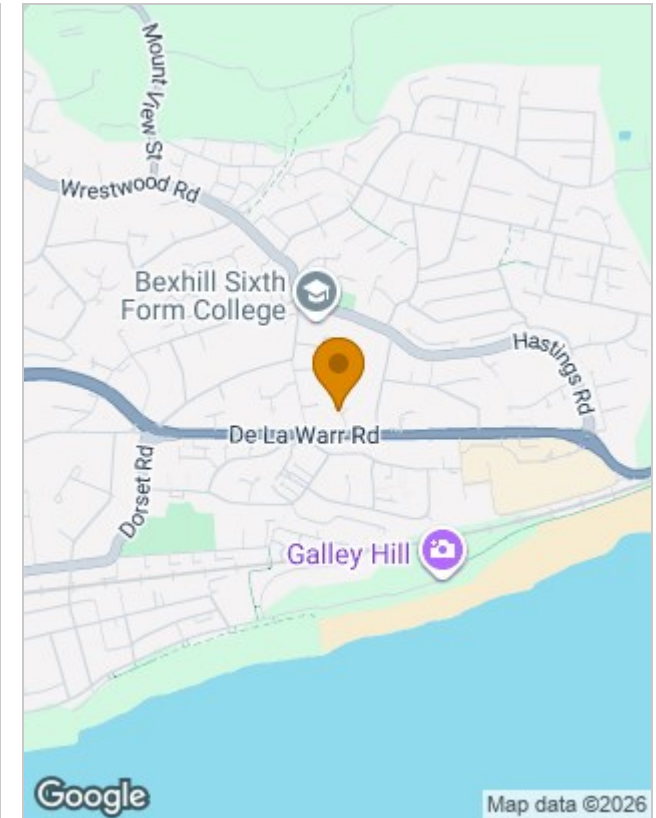 Mount View St
Wrestwood Rd
Bexhill Sixth
Form College
Hastings Rd
De La Warr Rd
Dorset Rd
Galley Hill
Google
Map data ©2026